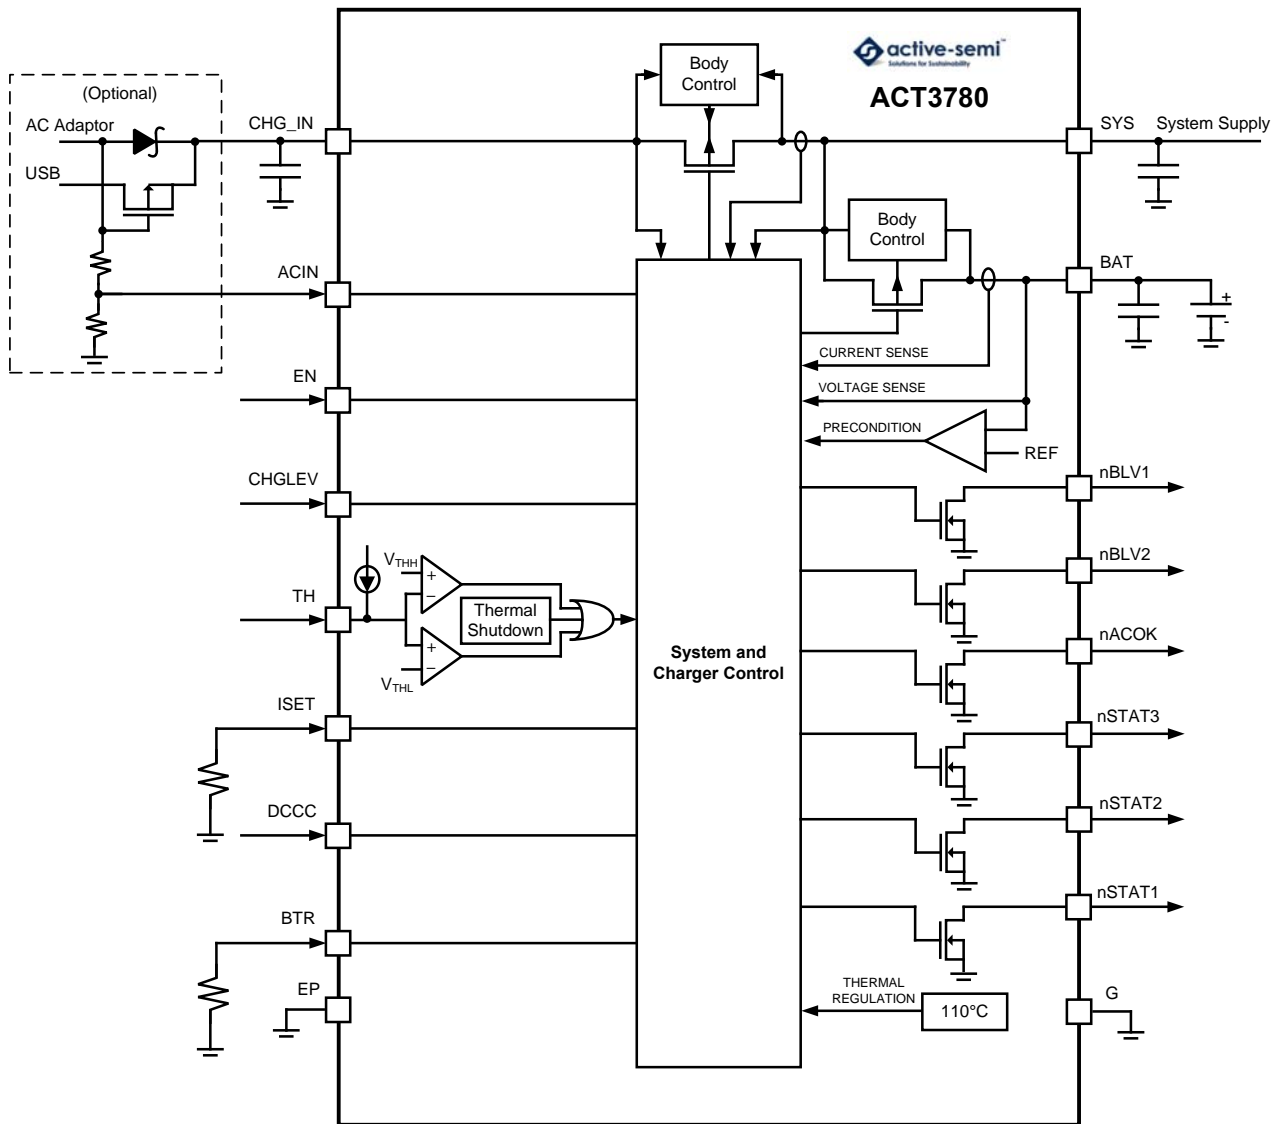 active-semi™
Solutions for Sustainability
ACT3780
(Optional)
AC Adaptor
USB
CHG_IN
ACIN
EN
CHGLEV
TH
ISET
DCCC
BTR
EP
Body
Control
Body
Control
SYS
System Supply
BAT
+
-
CURRENT SENSE
VOLTAGE SENSE
PRECONDITION
REF
VTHH
+
−
Thermal
Shutdown
+
−
VTHL
System and
Charger Control
nBLV1
nBLV2
nACOK
nSTAT3
nSTAT2
nSTAT1
THERMAL
REGULATION
110°C
G